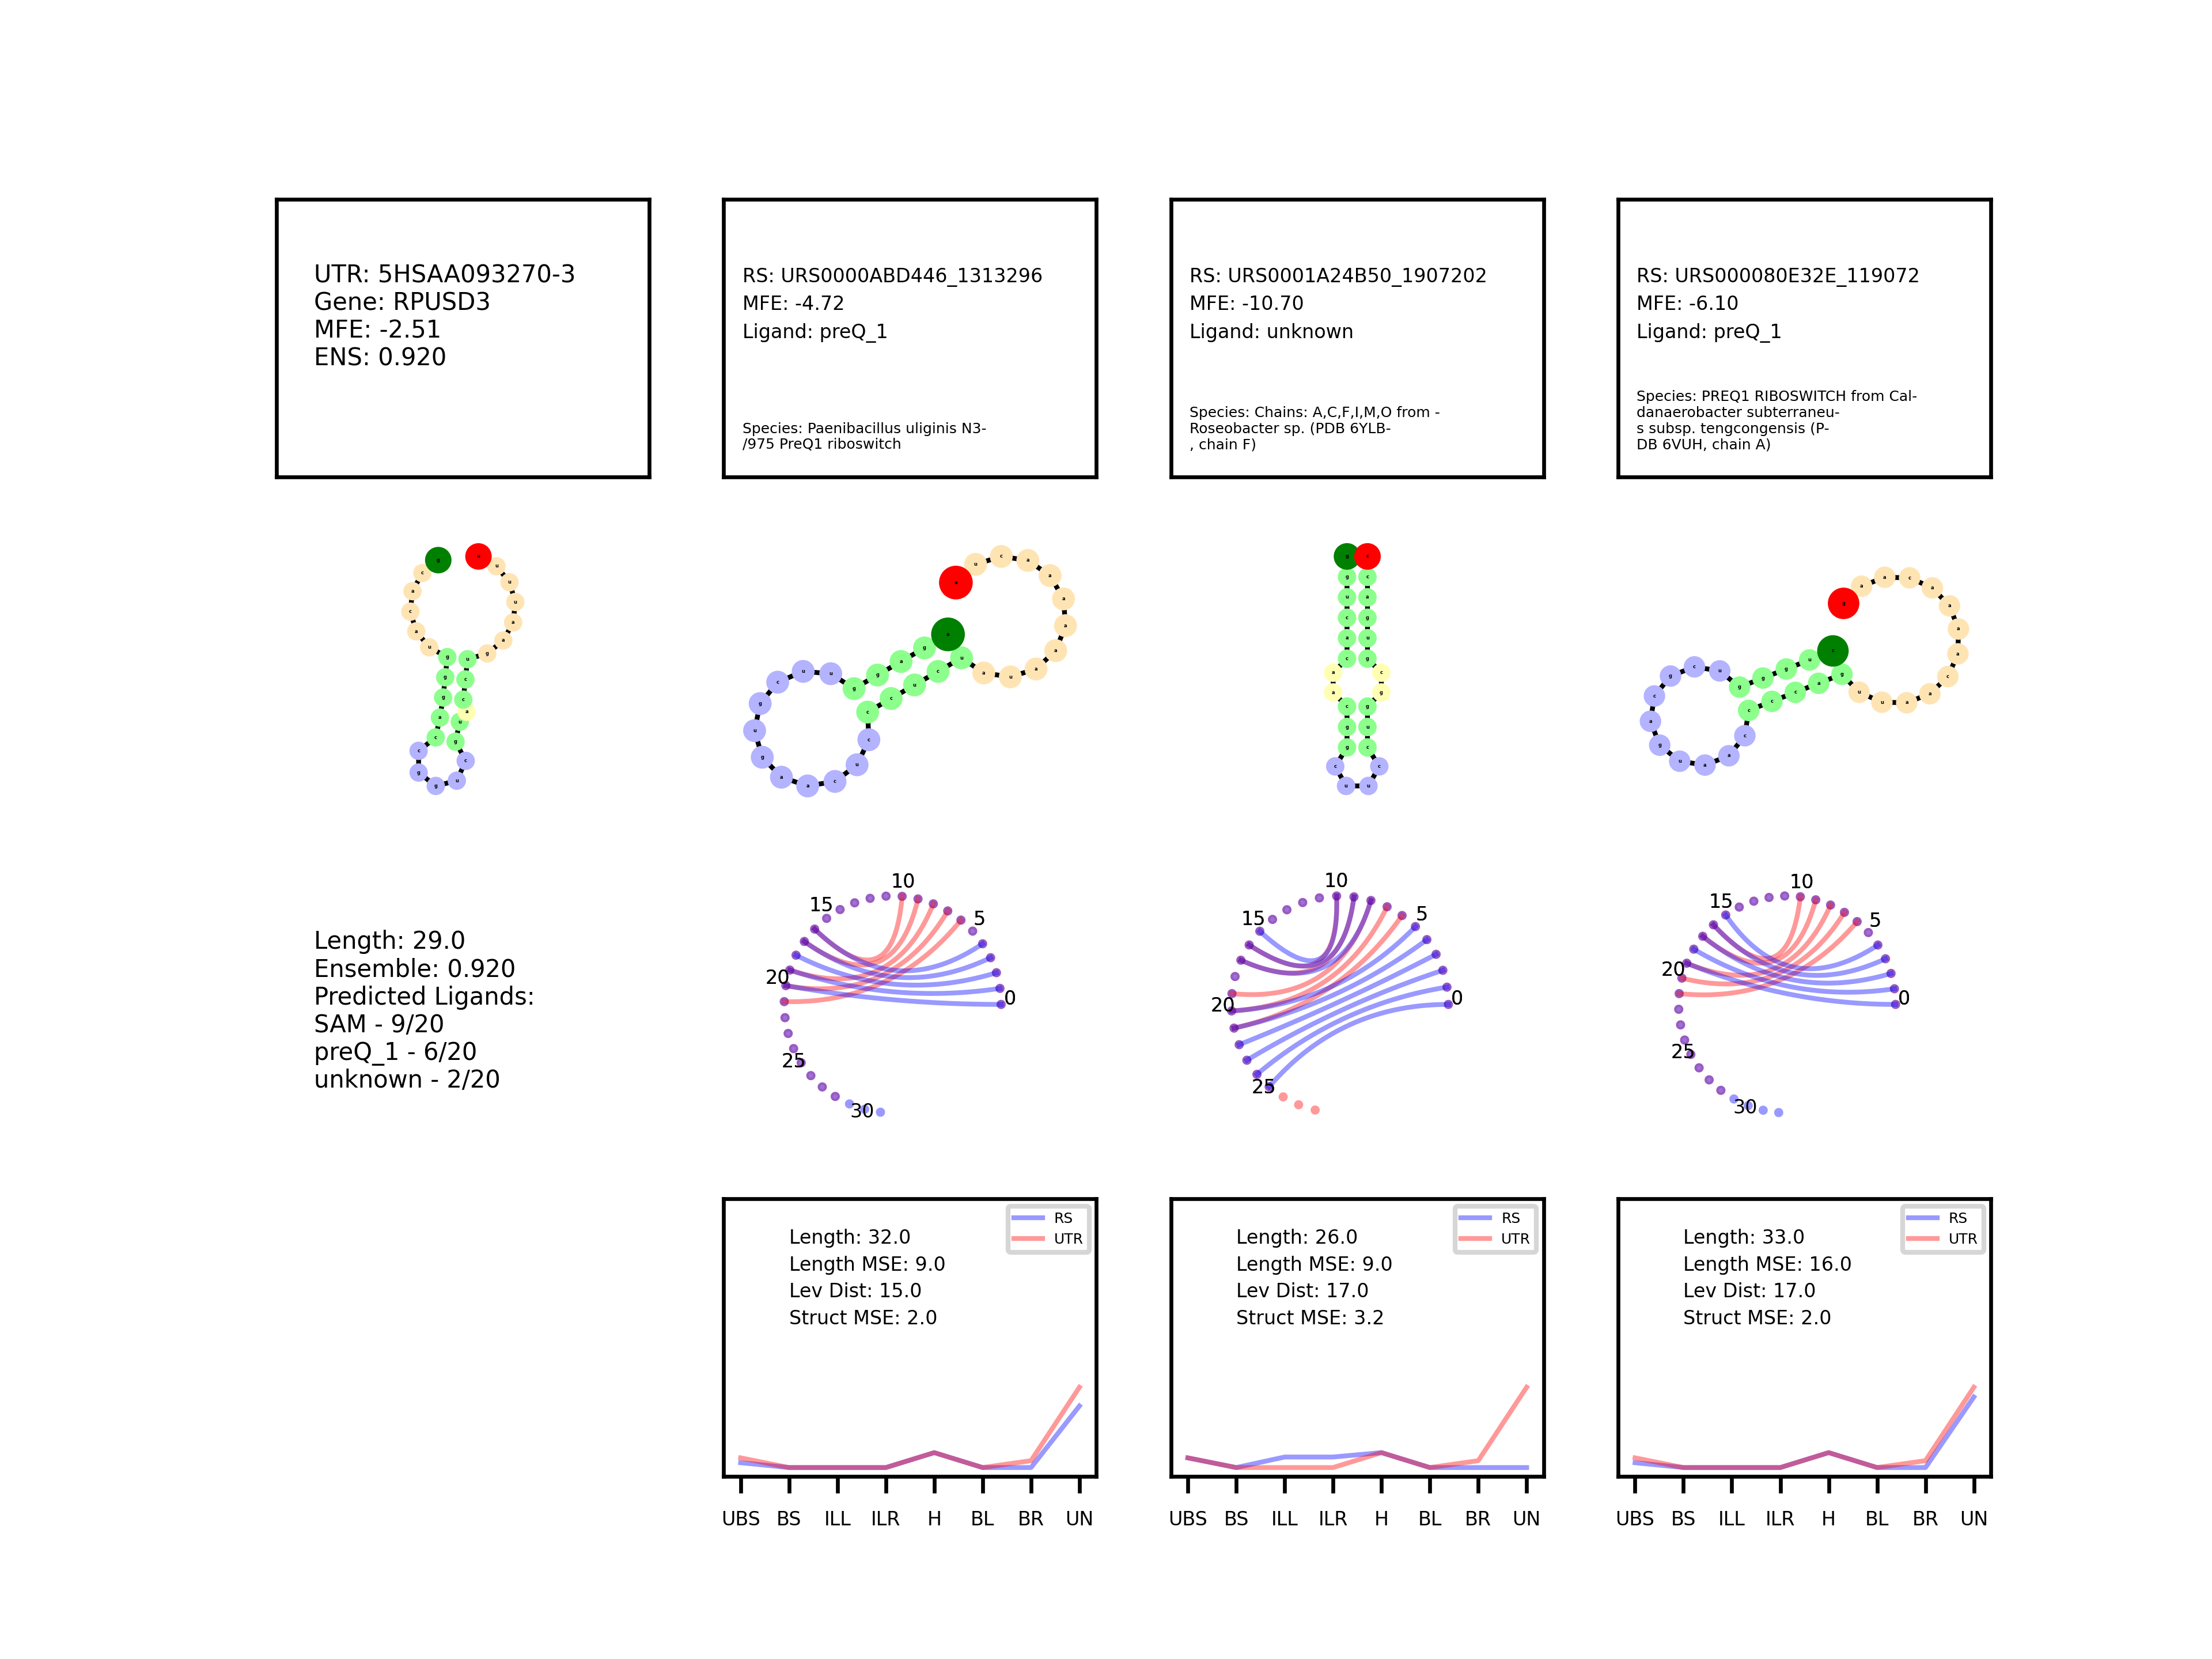 UTR: 5HSAA093270-3
Gene: RPUSD3
MFE: -2.51
ENS: 0.920
RS: URS0000ABD446_1313296
MFE: -4.72
Ligand: preQ_1
Species: Paenibacillus uliginis N3-
/975 PreQ1 riboswitch
RS: URS0001A24B50_1907202
MFE: -10.70
Ligand: unknown
Species: Chains: A,C,F,I,M,O from -
Roseobacter sp. (PDB 6YLB-
, chain F)
RS: URS000080E32E_119072
MFE: -6.10
Ligand: preQ_1
Species: PREQ1 RIBOSWITCH from Cal-
danaerobacter subterraneu-
s subsp. tengcongensis (P-
DB 6VUH, chain A)
Length: 29.0
Ensemble: 0.920
Predicted Ligands:
SAM - 9/20
preQ_1 - 6/20
unknown - 2/20
0
5
10
15
20
25
30
0
5
10
15
20
25
0
5
10
15
20
25
30
RS
UTR
Length: 32.0
Length MSE: 9.0
Lev Dist: 15.0
Struct MSE: 2.0
UBS BS ILL ILR H BL BR UN
RS
UTR
Length: 26.0
Length MSE: 9.0
Lev Dist: 17.0
Struct MSE: 3.2
UBS BS ILL ILR H BL BR UN
RS
UTR
Length: 33.0
Length MSE: 16.0
Lev Dist: 17.0
Struct MSE: 2.0
UBS BS ILL ILR H BL BR UN